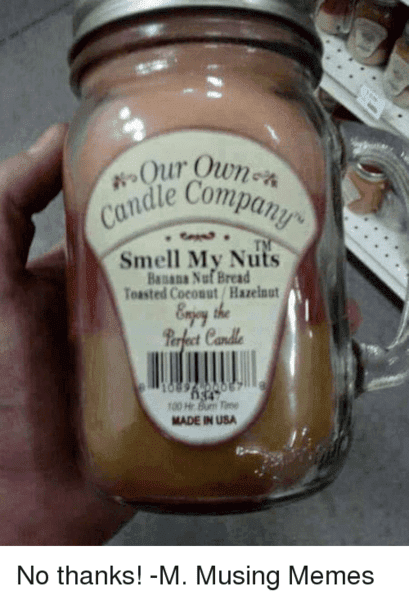 Our Own
Candle Company™
TM
Smell My Nuts
Banana Nut Bread
Toasted Coconut / Hazelnut
Enjoy the
Perfect Candle
100 Hr. Burn Time
MADE IN USA
No thanks! -M. Musing Memes